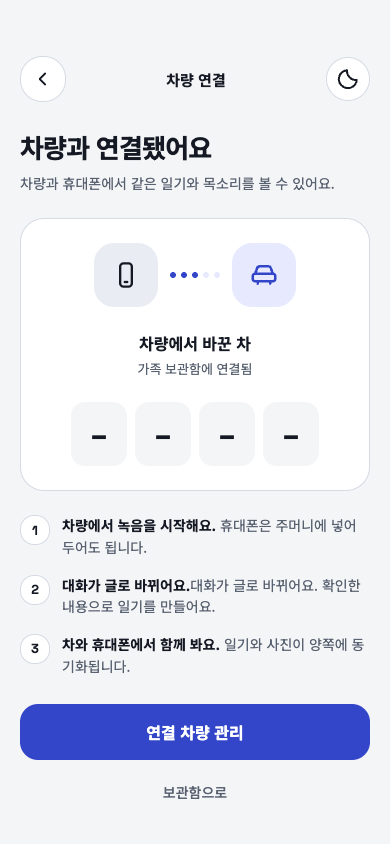 차량 연결
차량과 연결됐어요
차량과 휴대폰에서 같은 일기와 목소리를 볼 수 있어요.
차량에서 바꾼 차
가족 보관함에 연결됨
– – – –
1 차량에서 녹음을 시작해요. 휴대폰은 주머니에 넣어
두어도 됩니다.
2 대화가 글로 바뀌어요.대화가 글로 바뀌어요. 확인한
내용으로 일기를 만들어요.
3 차와 휴대폰에서 함께 봐요. 일기와 사진이 양쪽에 동
기화됩니다.
연결 차량 관리
보관함으로